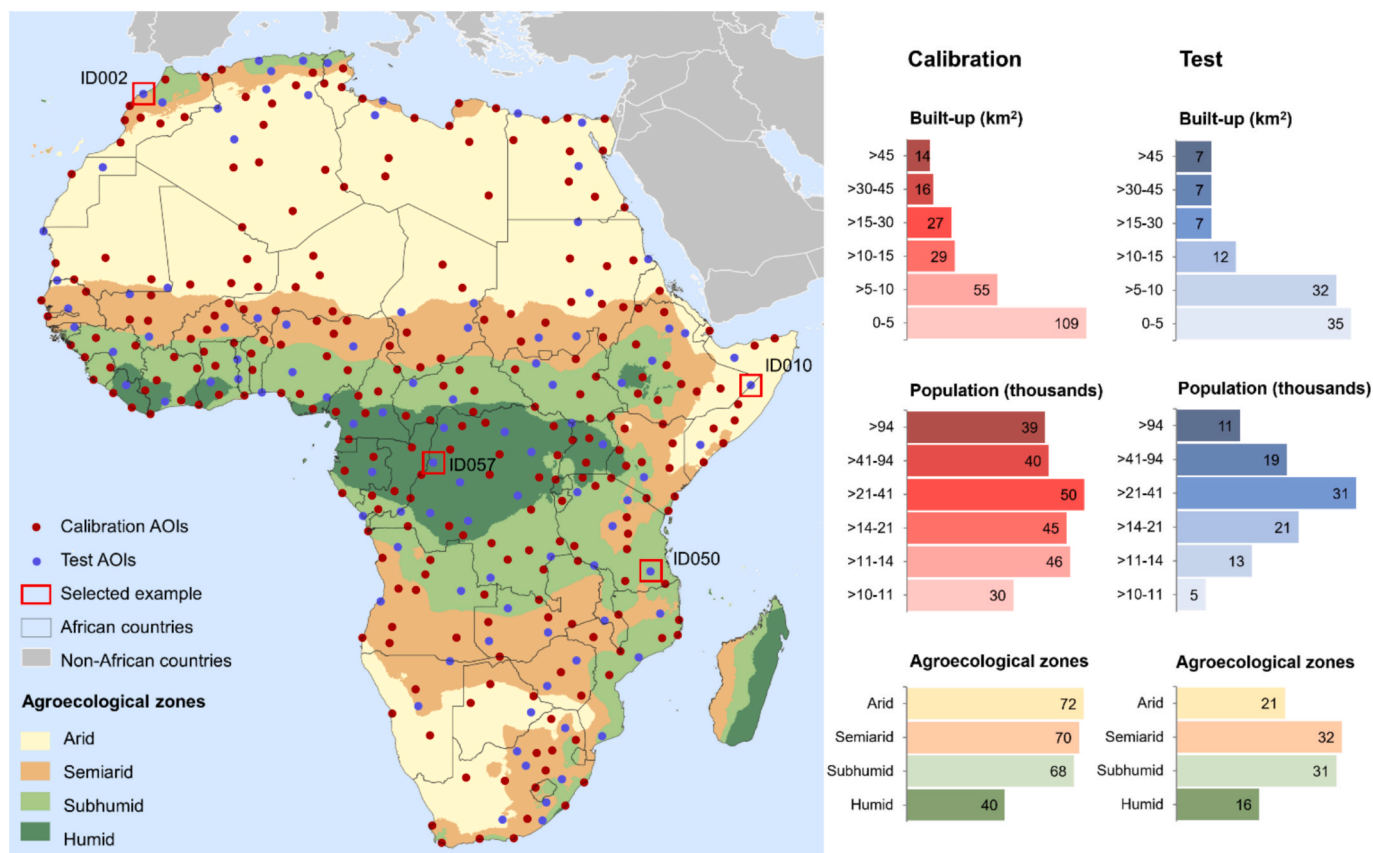 ID002
ID010
ID057
ID050
Calibration AOIs
Test AOIs
Selected example
African countries
Non-African countries
Agroecological zones
Arid
Semiarid
Subhumid
Humid
Calibration
Built-up (km²)
>45 14
>30-45 16
>15-30 27
>10-15 29
>5-10 55
0-5 109
Population (thousands)
>94 39
>41-94 40
>21-41 50
>14-21 45
>11-14 46
>10-11 30
Agroecological zones
Arid 72
Semiarid 70
Subhumid 68
Humid 40
Test
Built-up (km²)
>45 7
>30-45 7
>15-30 7
>10-15 12
>5-10 32
0-5 35
Population (thousands)
>94 11
>41-94 19
>21-41 31
>14-21 21
>11-14 13
>10-11 5
Agroecological zones
Arid 21
Semiarid 32
Subhumid 31
Humid 16